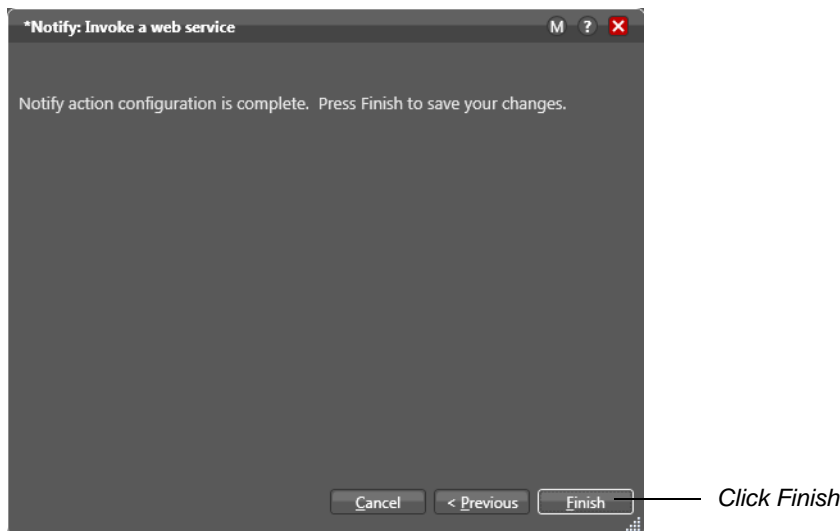 *Notify: Invoke a web service M ? X
Notify action configuration is complete. Press Finish to save your changes.
Cancel < Previous Finish Click Finish